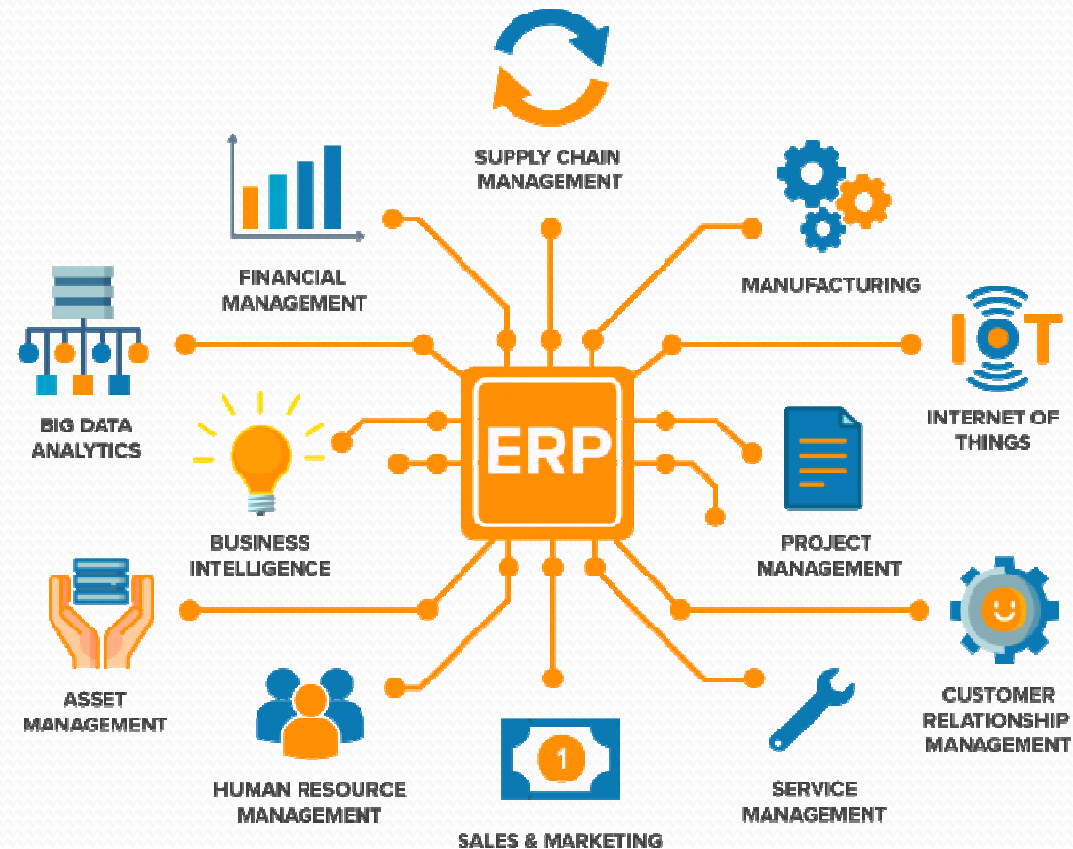 SUPPLY CHAIN
MANAGEMENT
FINANCIAL
MANAGEMENT
MANUFACTURING
IOT
BIG DATA
ANALYTICS
INTERNET OF
THINGS
ERP
BUSINESS
INTELLIGENCE
PROJECT
MANAGEMENT
ASSET
MANAGEMENT
CUSTOMER
RELATIONSHIP
MANAGEMENT
HUMAN RESOURCE
MANAGEMENT
1
SALES & MARKETING
SERVICE
MANAGEMENT